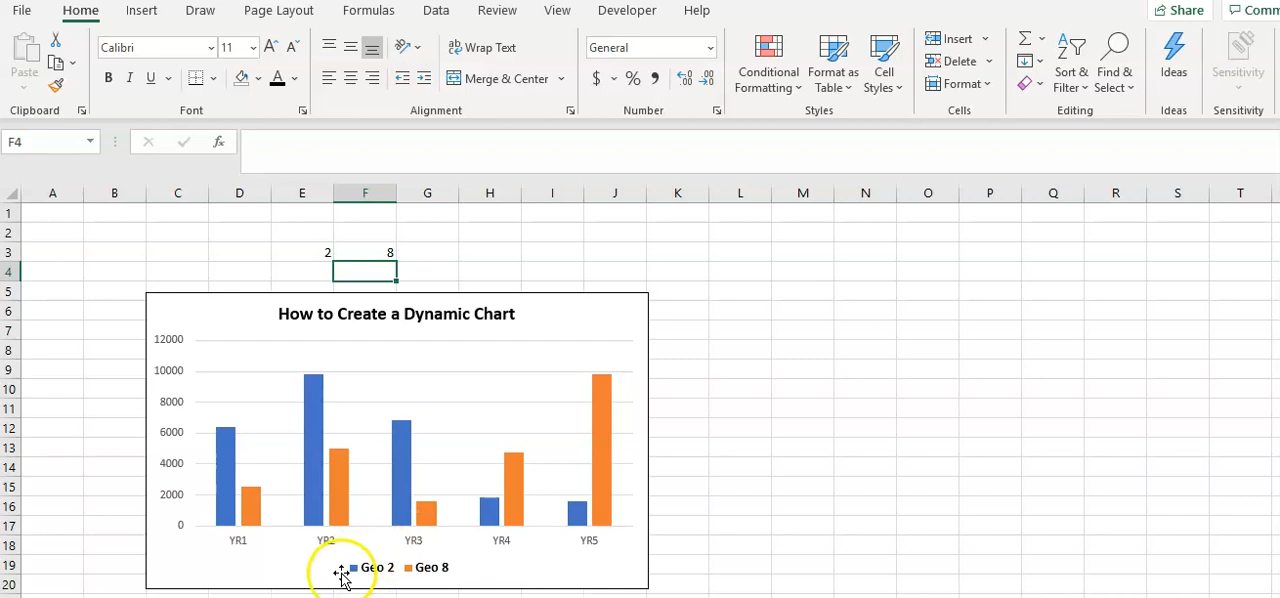 File Home Insert Draw Page Layout Formulas Data Review View Developer Help Share Comm
Paste Calibri 11 A A Wrap Text General Conditional Formatting Format as Table Cell Styles Insert Sort & Filter Find & Select Ideas Sensitivity
B I U A Merge & Center $ % Delete Format
Clipboard Font Alignment Number Styles Cells Editing Ideas Sensitivity
F4 fx
A B C D E F G H I J K L M N O P Q R S T
1
2
3 2 8
4
5
6 How to Create a Dynamic Chart
7 12000
8
9 10000
10
11 8000
12 6000
13
14 4000
15
16 2000
17 0
18 YR1 YR2 YR3 YR4 YR5
19 Geo 2 Geo 8
20